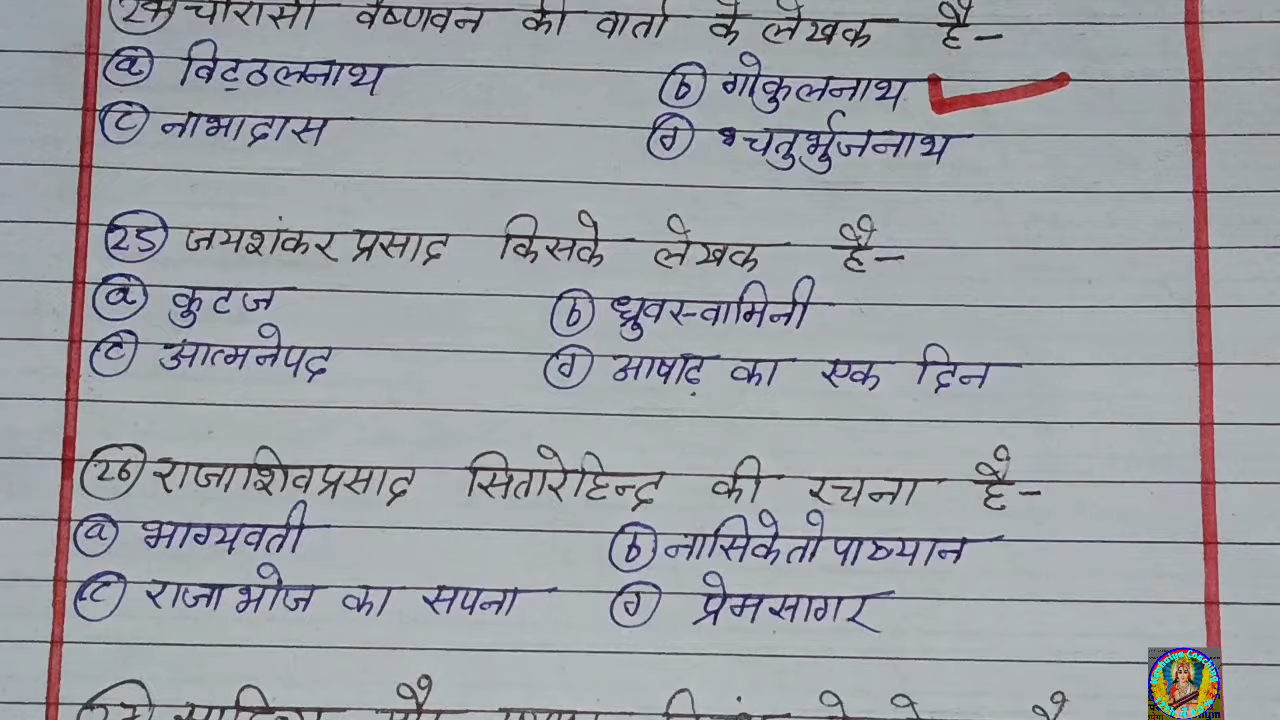 (24) चौरासी वैष्णवन की वार्ता के लेखक है-
(a) विट्ठलनाथ (b) गोकुलनाथ
(c) नाभादास (d) चतुर्भुजनाथ
(25) जयशंकर प्रसाद किसके लेखक है-
(a) कुटज (b) ध्रुवस्वामिनी
(c) आत्मनेपद (d) आषाढ़ का एक दिन
(26) राजा शिवप्रसाद सितारेहिन्द की रचना है-
(a) भाग्यवती (b) नासिकेतोपाख्यान
(c) राजा भोज का सपना (d) प्रेमसागर